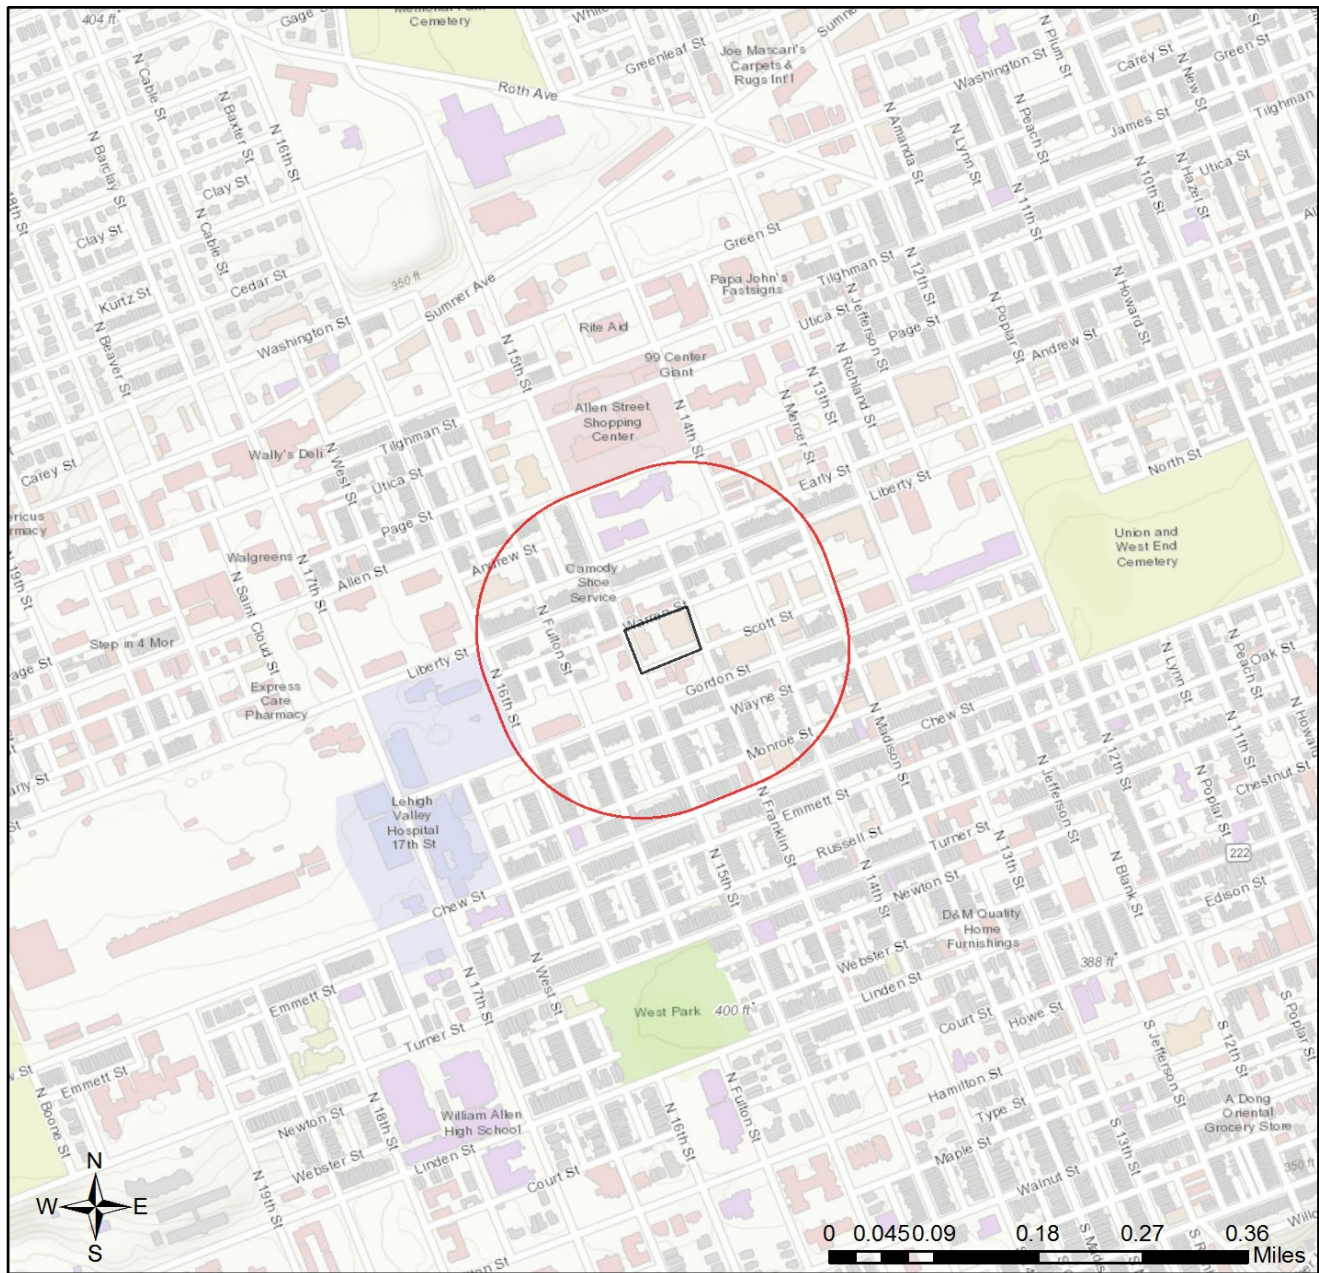 404 ft
Gage St
Cemetery
Greenleaf St
Joe Mascari's
Carpets &
Rugs Int'l
Washington St
N Plum St
Carey St
N New St
Green St
N Cable St
N Baxter St
N 16th St
Roth Ave
N Amanda St
N Lynn St
N Peach St
James St
Tilghman
N Barclay St
Clay St
N 10th St
N Hazel St
Utica St
Clay St
N Cable St
Cedar St
Kurtz St
N 11th St
Green St
Tilghman St
N 12th St
350 ft
Sumner Ave
Papa John's
Fastsigns
N Howard St
N Beaver St
Washington St
Rite Aid
Utica St
N Jefferson St
Page St
N Poplar St
Andrew St
N 15th St
99 Center
Giant
N Richland St
N 13th St
Allen Street
Shopping
Center
N 14th St
N Mercer St
Carey St
Wally's Deli
N West St
Tilghman St
Utica St
Early St
Liberty St
North St
Page St
Union and
West End
Cemetery
Walgreens
N 17th St
Allen St
Andrew St
Camody
Shoe
Service
N 19th St
N Saint Cloud St
N Fulton St
Warren St
Scott St
Step in 4 Mor
Liberty St
N 16th St
Gordon St
Wayne St
N Lynn St
N Peach St
Oak St
Express
Care
Pharmacy
Monroe St
N Madison St
Chew St
N 12th St
N 11th St
N Howard
Lehigh
Valley
Hospital
17th St
N Franklin St
Emmett St
N Jefferson St
N Poplar St
Chestnut St
Russell St
Turner St
N 13th St
222
N 15th St
N 14th St
Newton St
N Blank St
Edison St
Chew St
D&M Quality
Home
Furnishings
Webster St
Linden St
388 ft
N 17th St
N West St
Emmett St
West Park
400 ft
Court St
Howe St
S Poplar St
Turner St
S Jefferson St
S 12th St
Emmett St
N Boone St
Hamilton St
Type St
N 18th St
William Allen
High School
N 16th St
N Fulton St
A Dong
Oriental
Grocery Store
Newton St
Webster St
Linden St
Court St
Maple St
S 13th St
Walnut St
350 ft
N 19th St
N
W
E
S
0 0.045 0.09 0.18 0.27 0.36
Miles